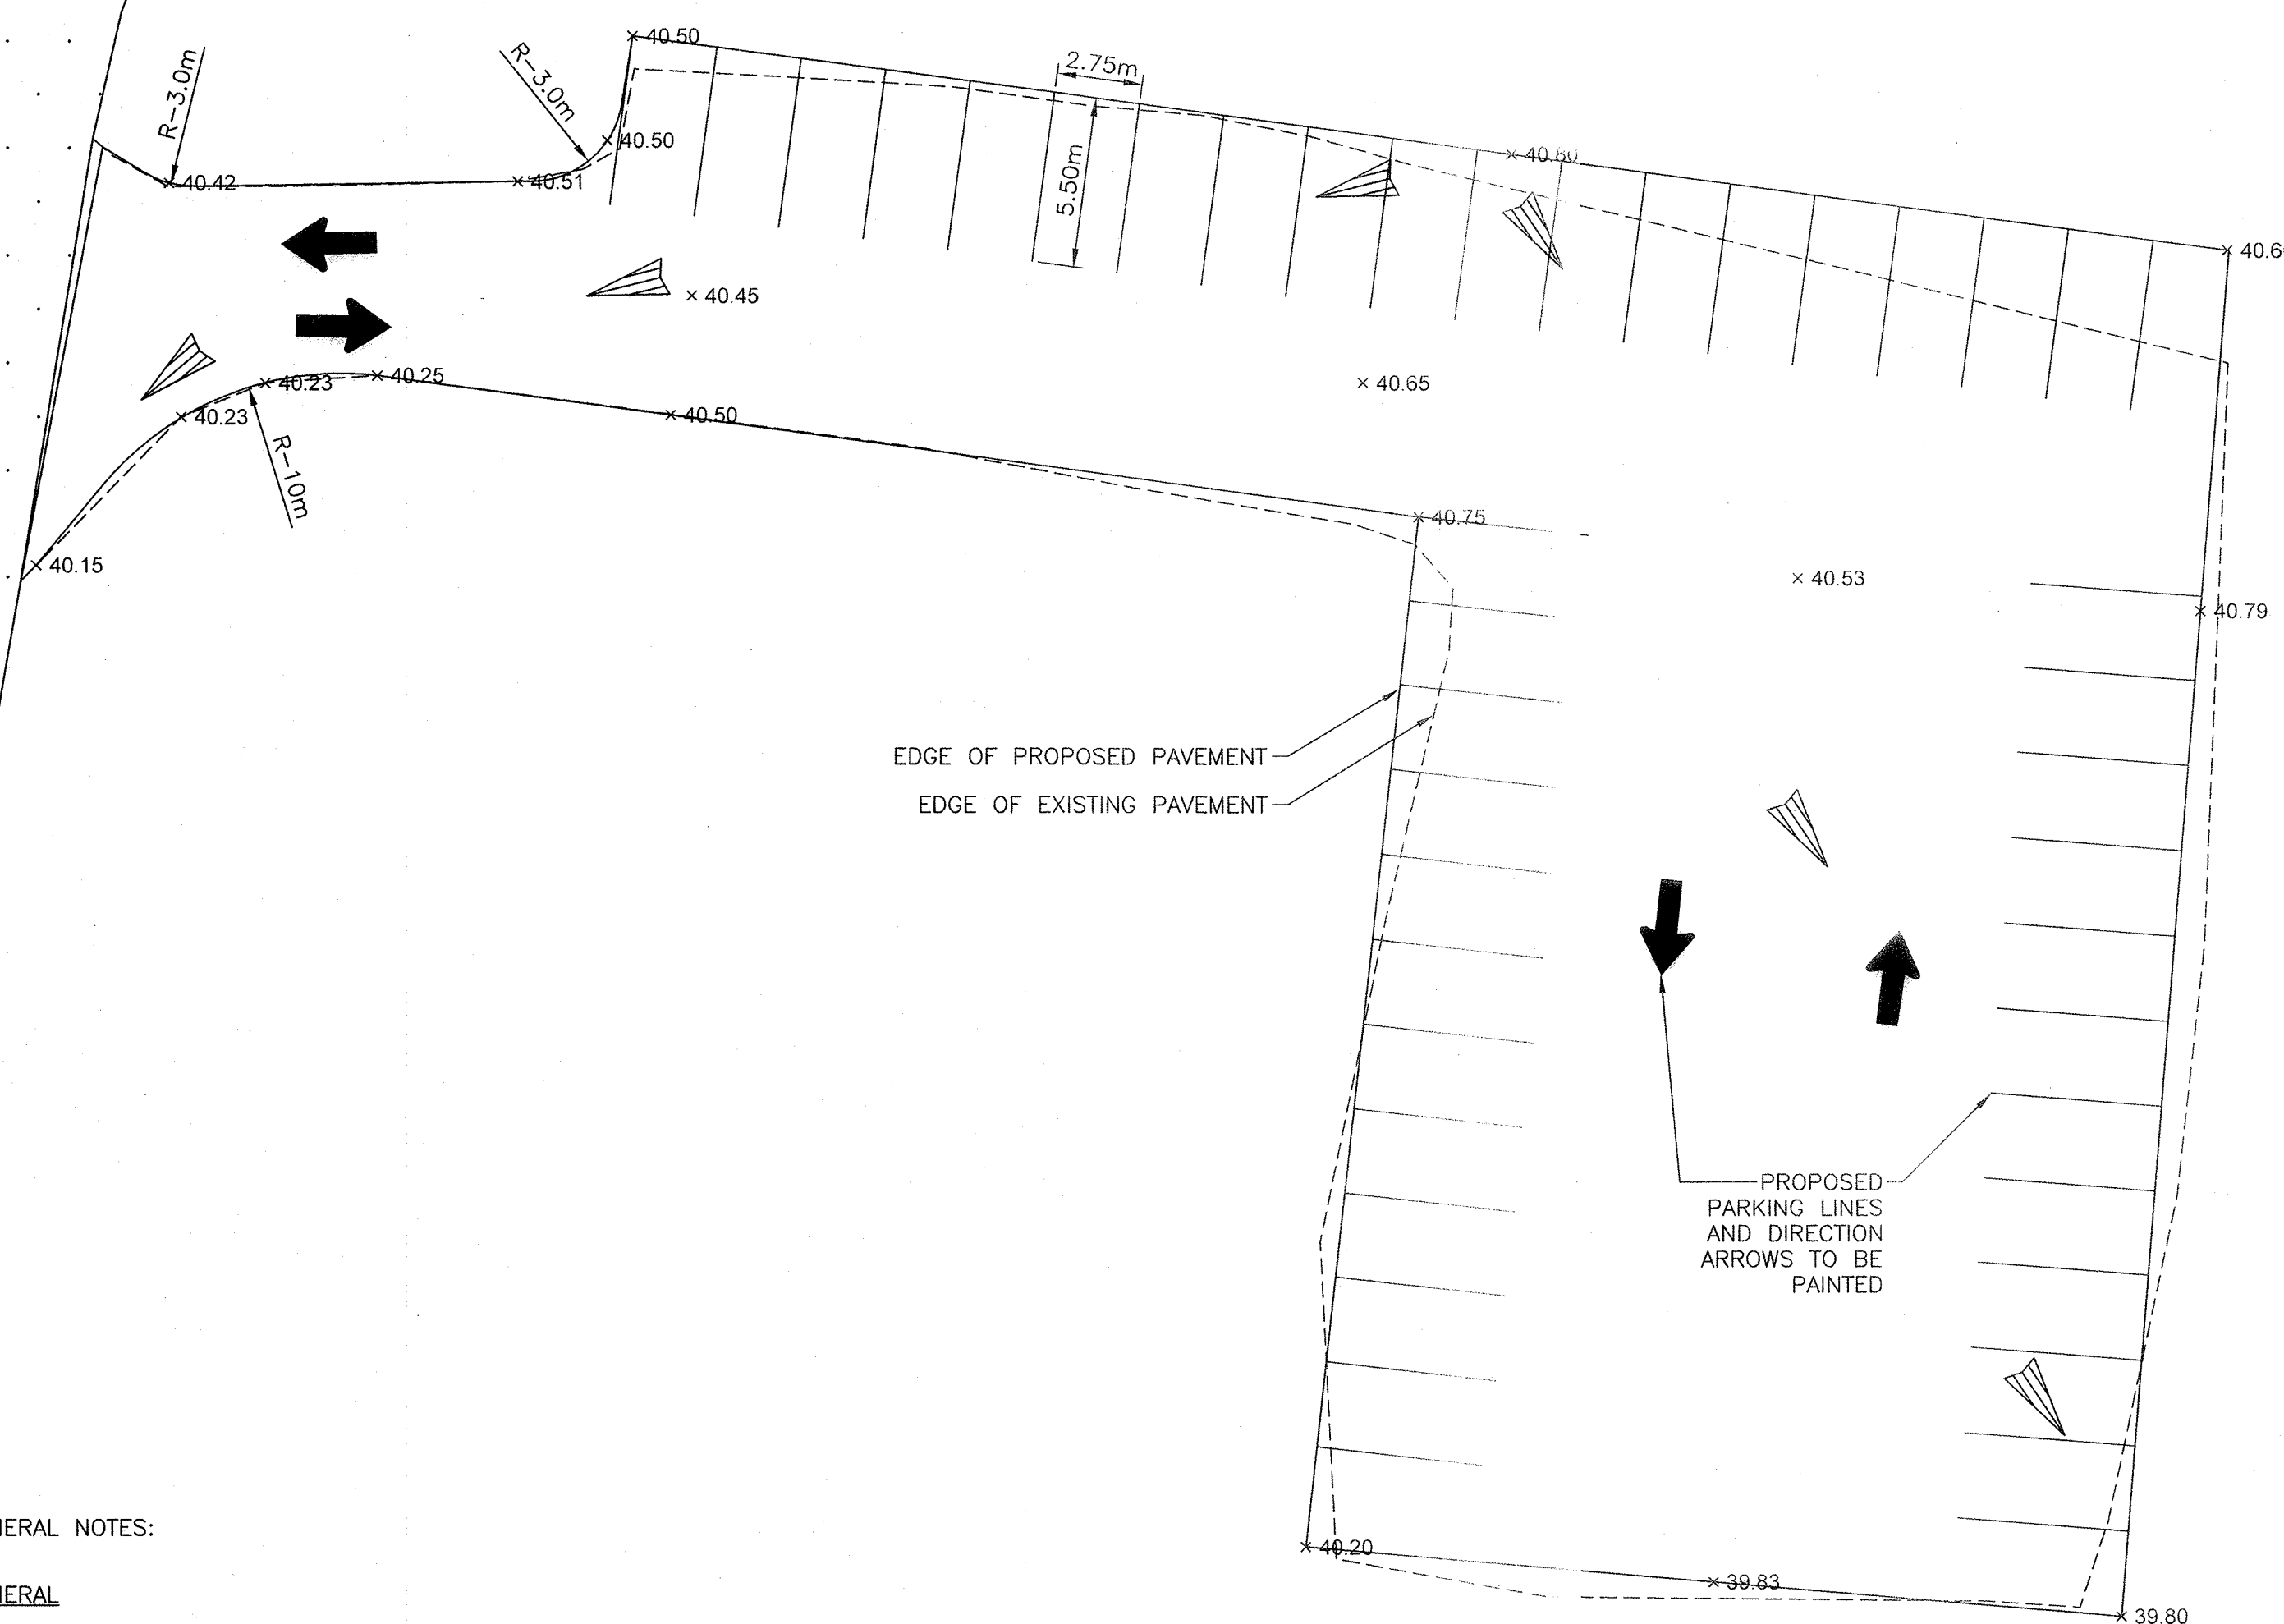 40.50
R-3.0m
R-3.0m
2.75m
40.50
5.50m
40.80
40.42
40.51
40.6
40.45
40.23
40.25
40.65
40.23
40.50
R-10m
40.75
40.15
40.53
40.79
EDGE OF PROPOSED PAVEMENT
EDGE OF EXISTING PAVEMENT
PROPOSED
PARKING LINES
AND DIRECTION
ARROWS TO BE
PAINTED
NERAL NOTES:
40.20
39.83
NERAL
39.80